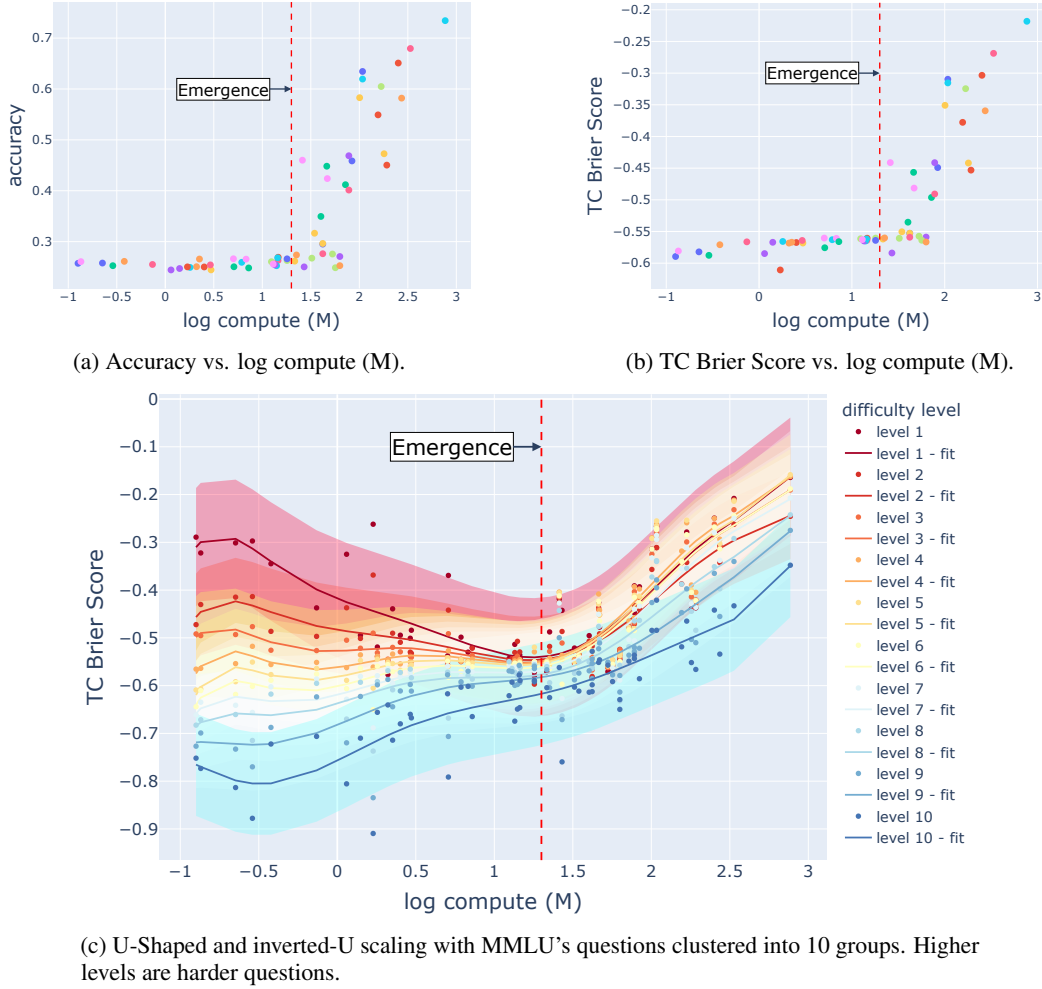 0.7
0.6
0.5
0.4
0.3
accuracy
Emergence
−1
−0.5
0
0.5
1
1.5
2
2.5
3
log compute (M)
(a) Accuracy vs. log compute (M).
−0.2
−0.25
−0.3
−0.35
−0.4
−0.45
−0.5
−0.55
−0.6
TC Brier Score
Emergence
−1
0
1
2
3
log compute (M)
(b) TC Brier Score vs. log compute (M).
0
−0.1
−0.2
−0.3
−0.4
−0.5
−0.6
−0.7
−0.8
−0.9
TC Brier Score
Emergence
−1
−0.5
0
0.5
1
1.5
2
2.5
3
log compute (M)
difficulty level
level 1
level 1 - fit
level 2
level 2 - fit
level 3
level 3 - fit
level 4
level 4 - fit
level 5
level 5 - fit
level 6
level 6 - fit
level 7
level 7 - fit
level 8
level 8 - fit
level 9
level 9 - fit
level 10
level 10 - fit
(c) U-Shaped and inverted-U scaling with MMLU's questions clustered into 10 groups. Higher
levels are harder questions.